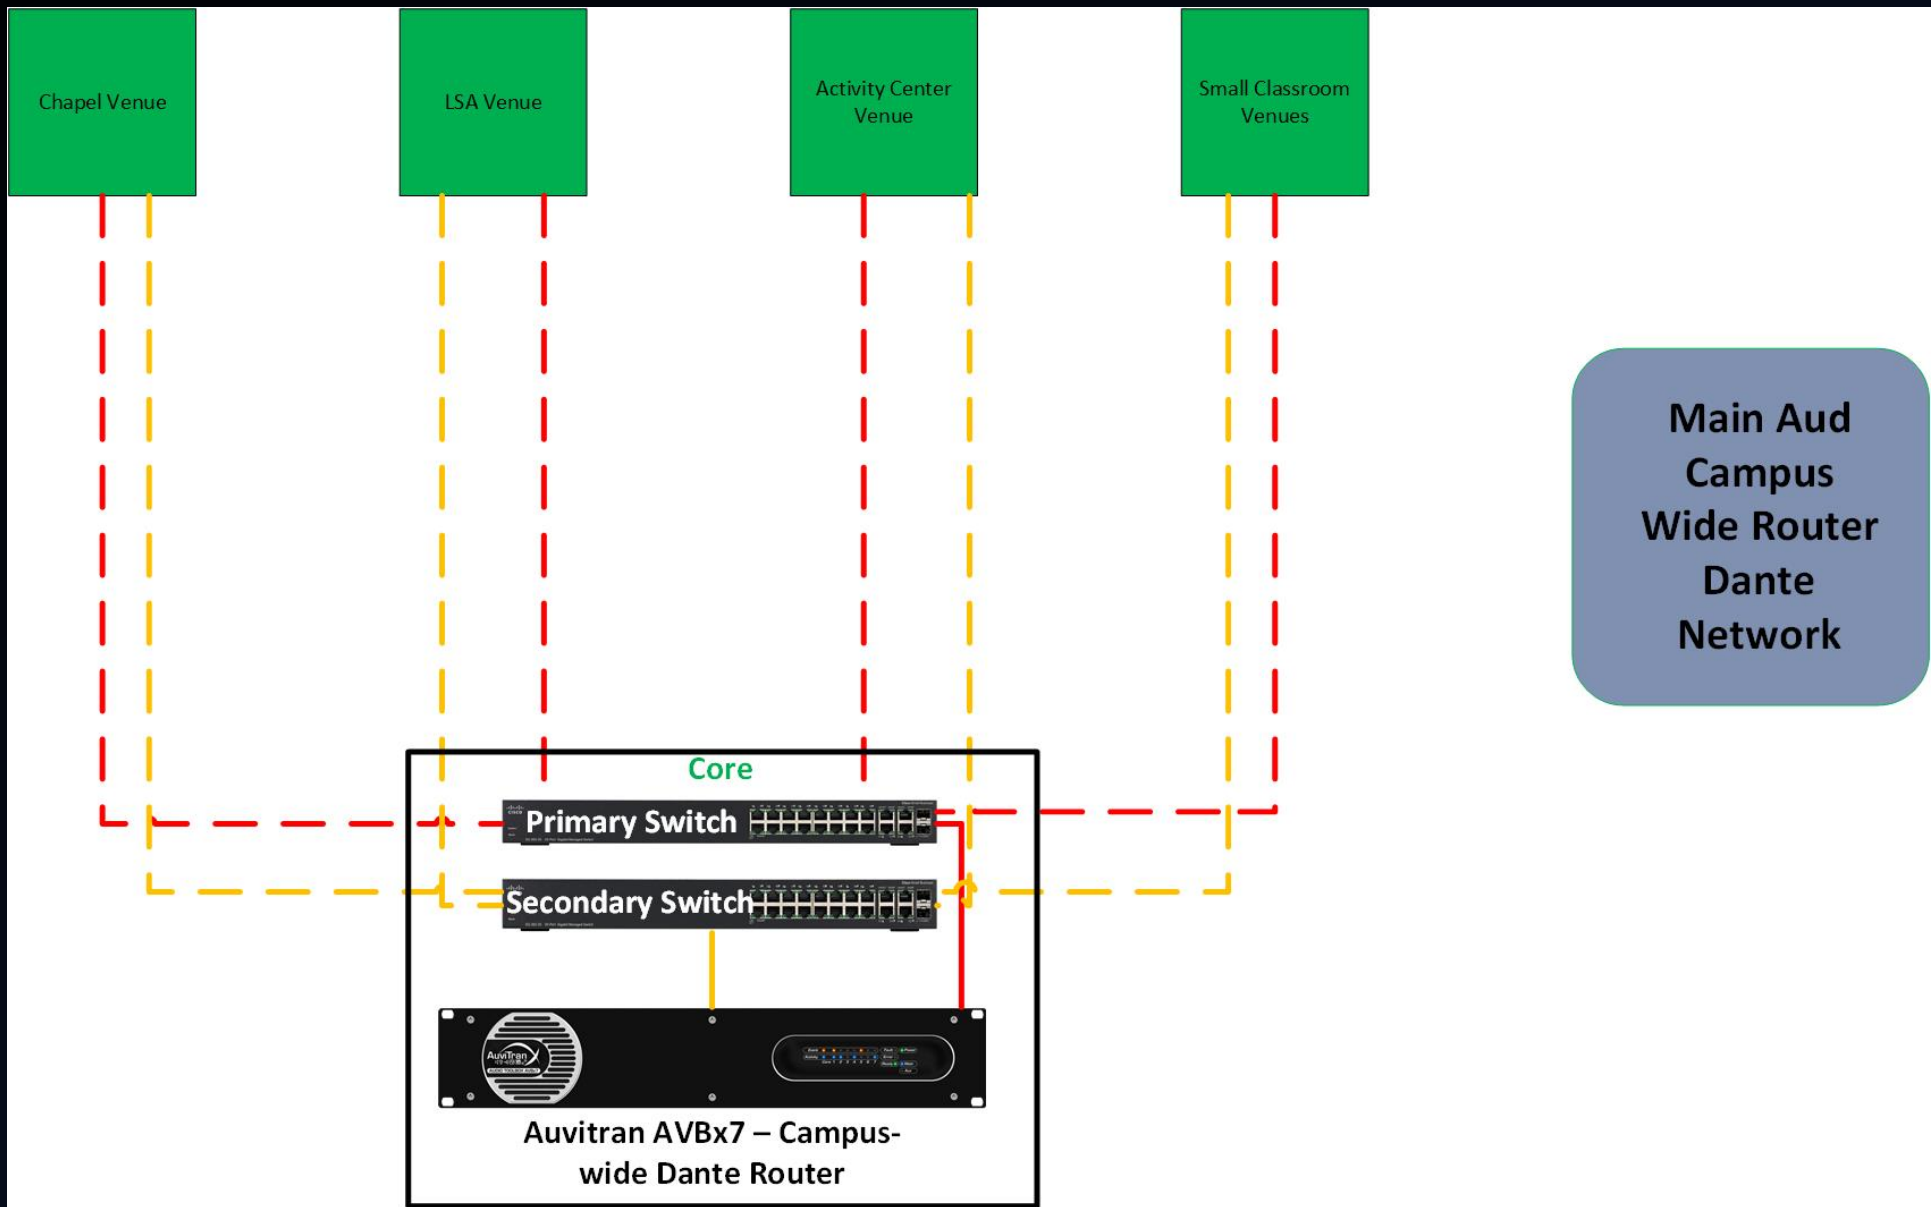 Chapel Venue
LSA Venue
Activity Center
Venue
Small Classroom
Venues
Main Aud
Campus
Wide Router
Dante
Network
Core
Primary Switch
Secondary Switch
AuviTran
Auvitran AVBx7 – Campus-
wide Dante Router